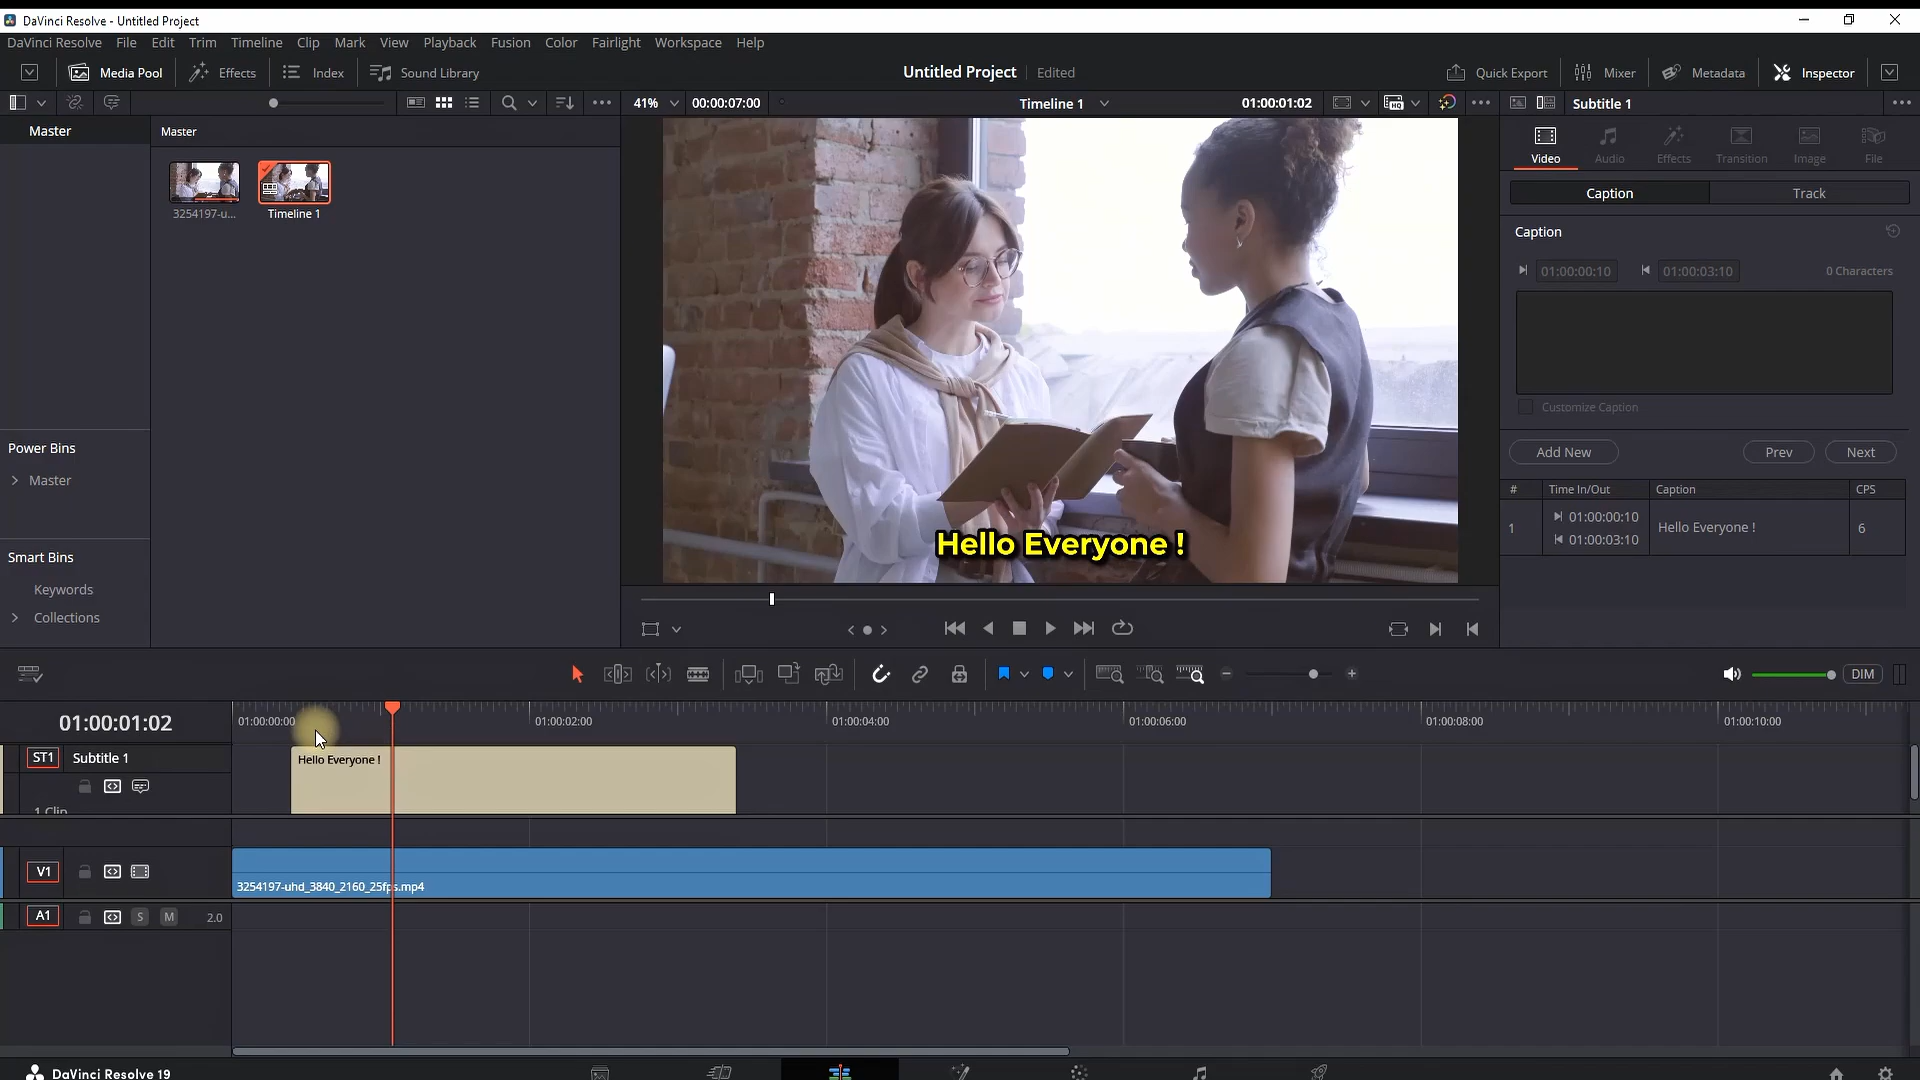 DaVinci Resolve - Untitled Project
DaVinci Resolve File Edit Trim Timeline Clip Mark View Playback Fusion Color Fairlight Workspace Help
Media Pool Effects Index Sound Library Untitled Project Edited Quick Export Mixer Metadata Inspector
41% 00:00:07:00 Timeline 1 01:00:01:02 Subtitle 1
Master Master
3254197-u... Timeline 1
Power Bins
Master
Smart Bins
Keywords
Collections
Hello Everyone !
Video Audio Effects Transition Image File
Caption Track
Caption
01:00:00:10 01:00:03:10 0 Characters
Customize Caption
Add New Prev Next
# Time In/Out Caption CPS
1 01:00:00:10 Hello Everyone ! 6
01:00:03:10
DIM
01:00:01:02 01:00:00:00 01:00:02:00 01:00:04:00 01:00:06:00 01:00:08:00 01:00:10:00
ST1 Subtitle 1 Hello Everyone !
1 Clip
V1
3254197-uhd_3840_2160_25fps.mp4
A1 S M 2.0
DaVinci Resolve 19